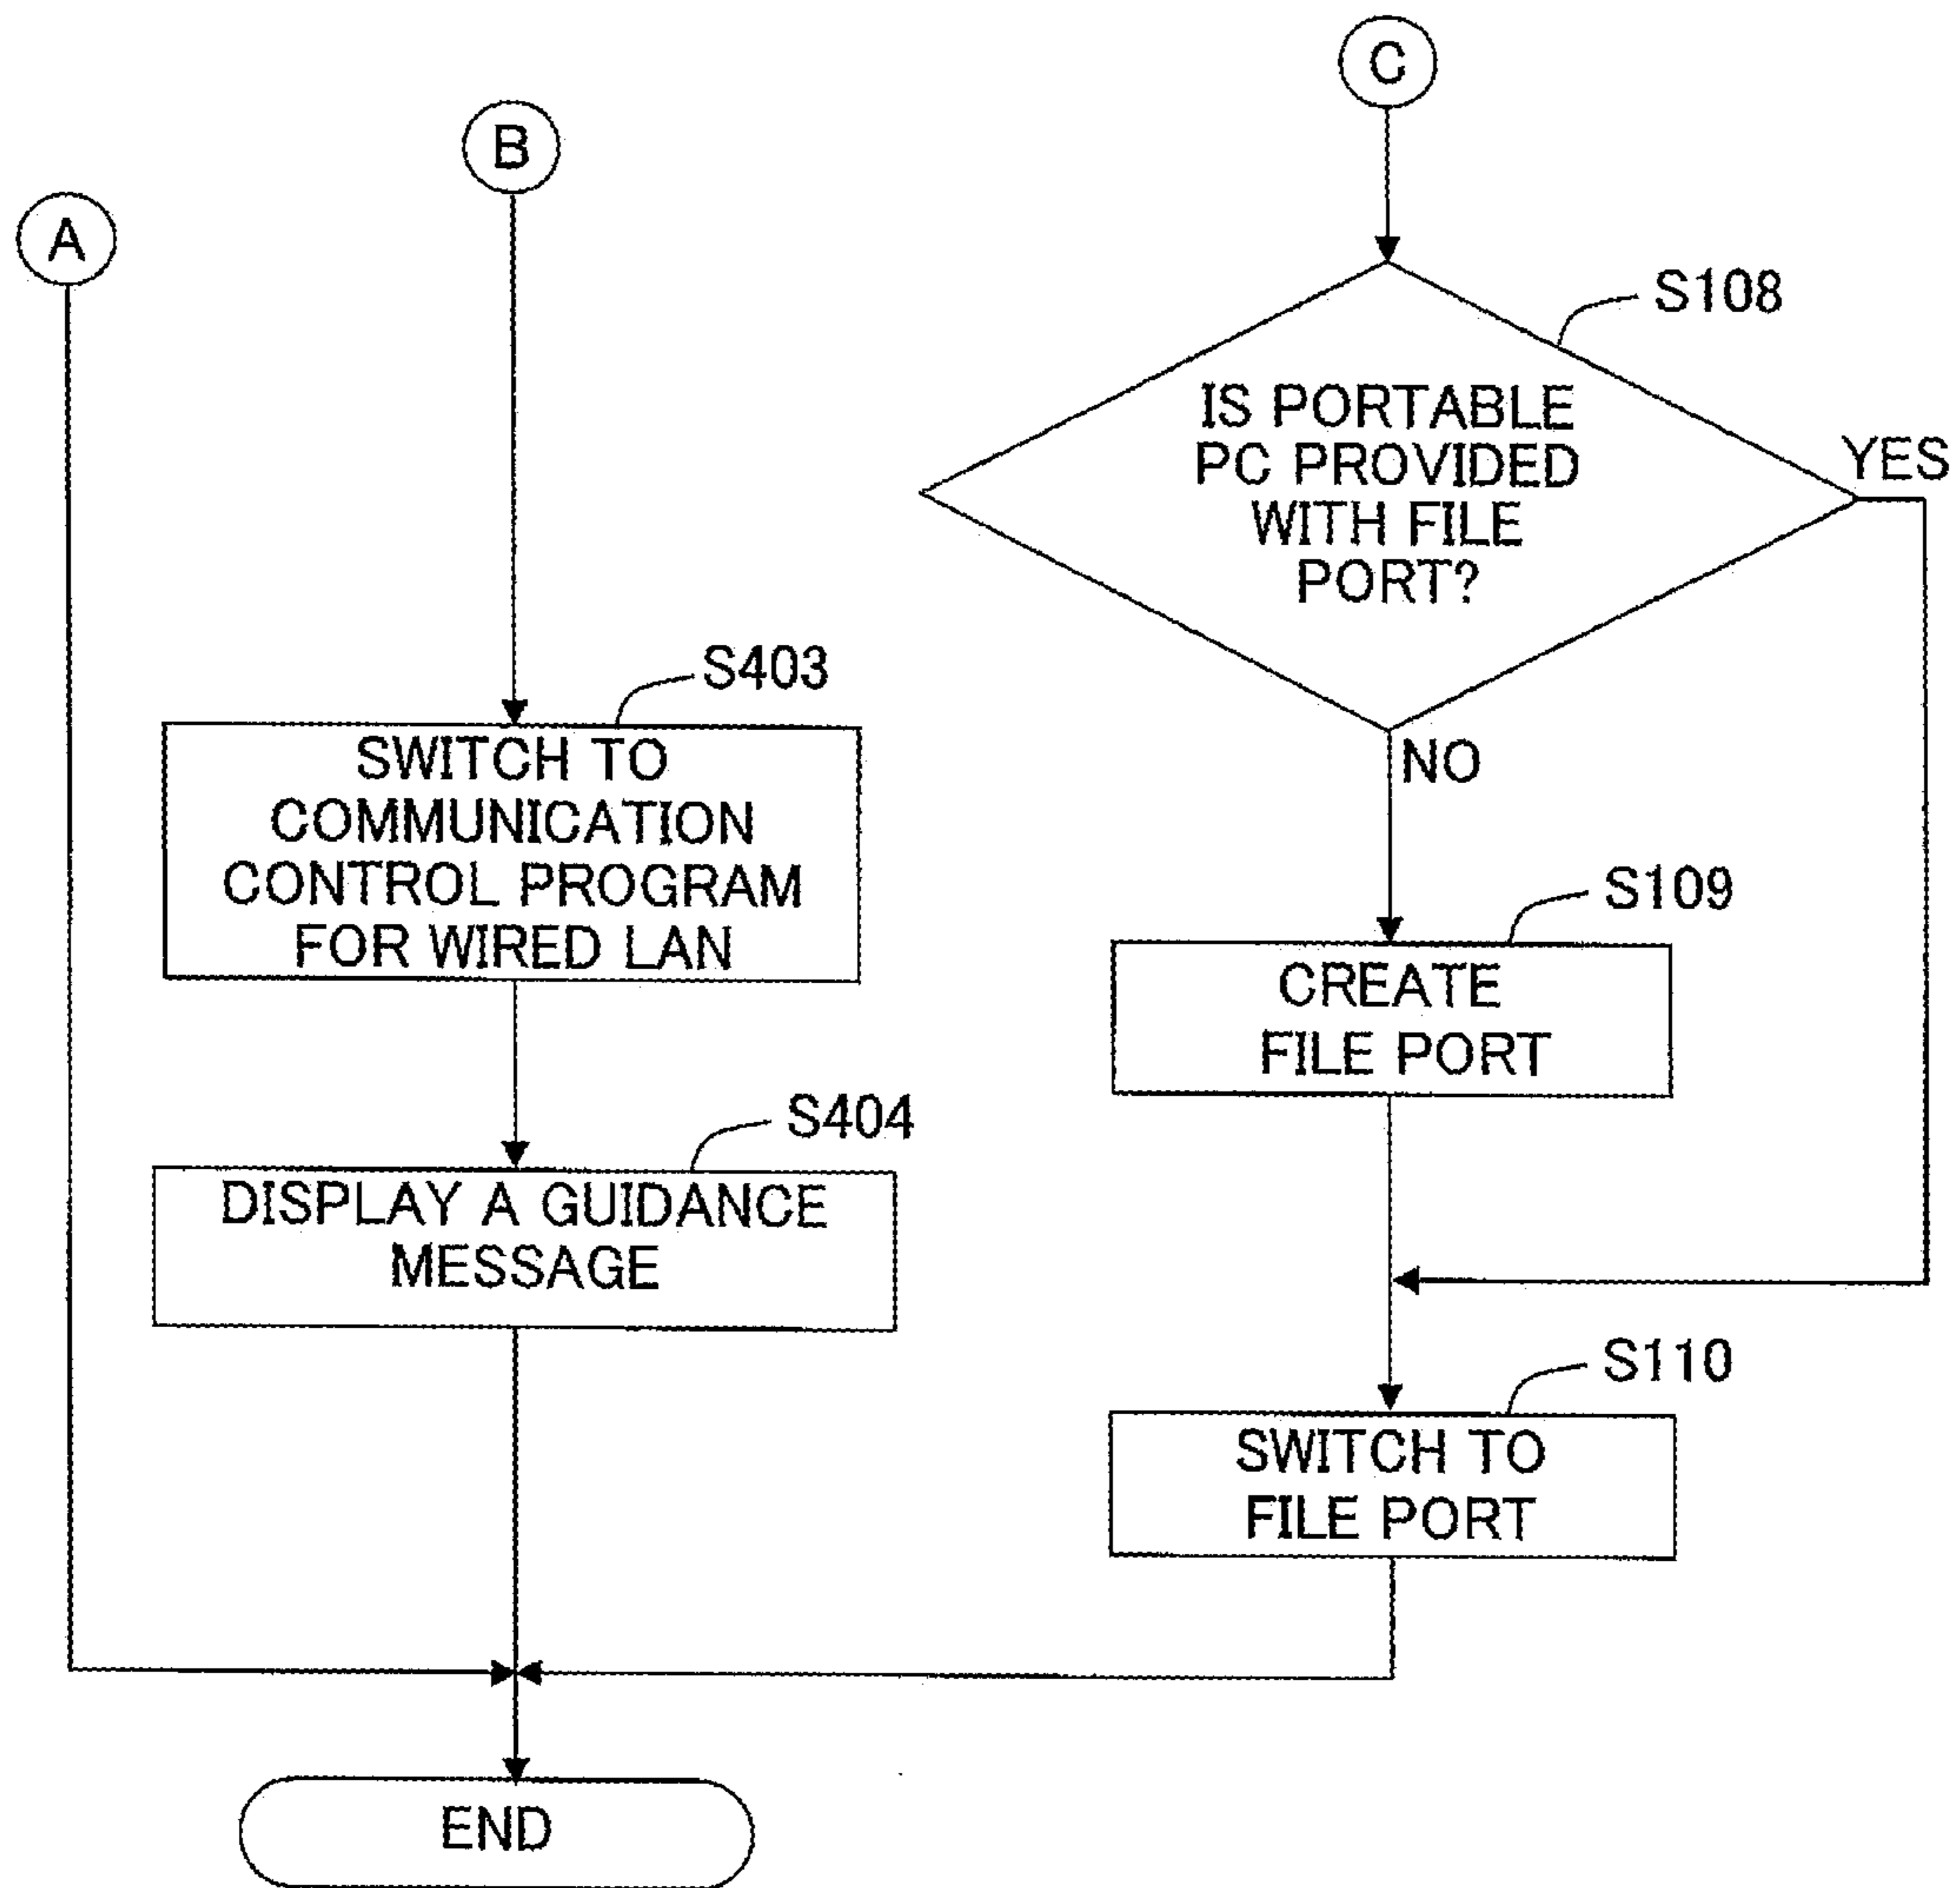 C
B
A
S108
IS PORTABLE
PC PROVIDED
WITH FILE
PORT?
YES
NO
S403
SWITCH TO
COMMUNICATION
CONTROL PROGRAM
FOR WIRED LAN
S109
CREATE
FILE PORT
S404
DISPLAY A GUIDANCE
MESSAGE
S110
SWITCH TO
FILE PORT
END